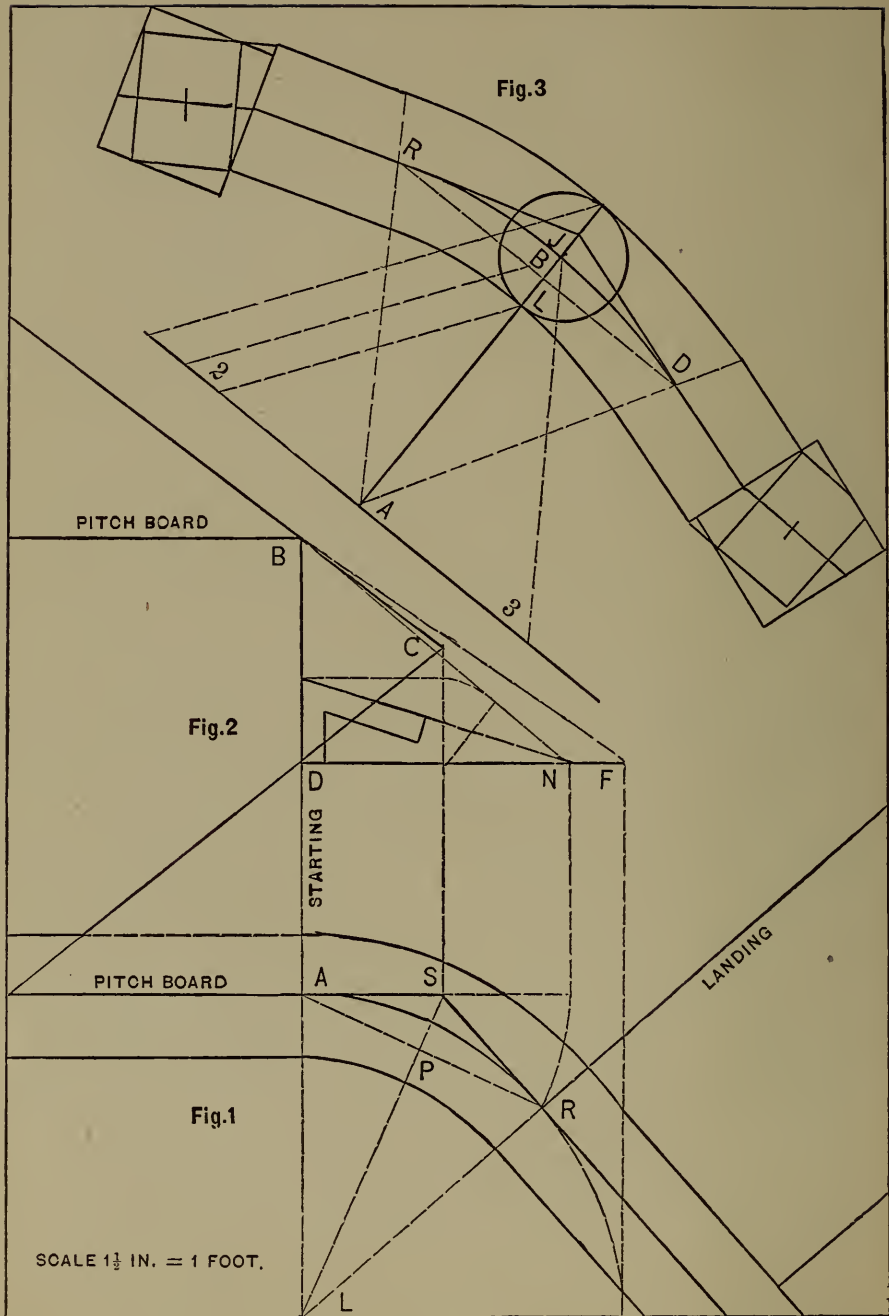 Fig.3
R
J
B
L
D
2
A
3
PITCH BOARD
B
C
Fig.2
D
N
F
STARTING
LANDING
PITCH BOARD
A
S
P
R
Fig.1
SCALE 1½ IN. = 1 FOOT.
L